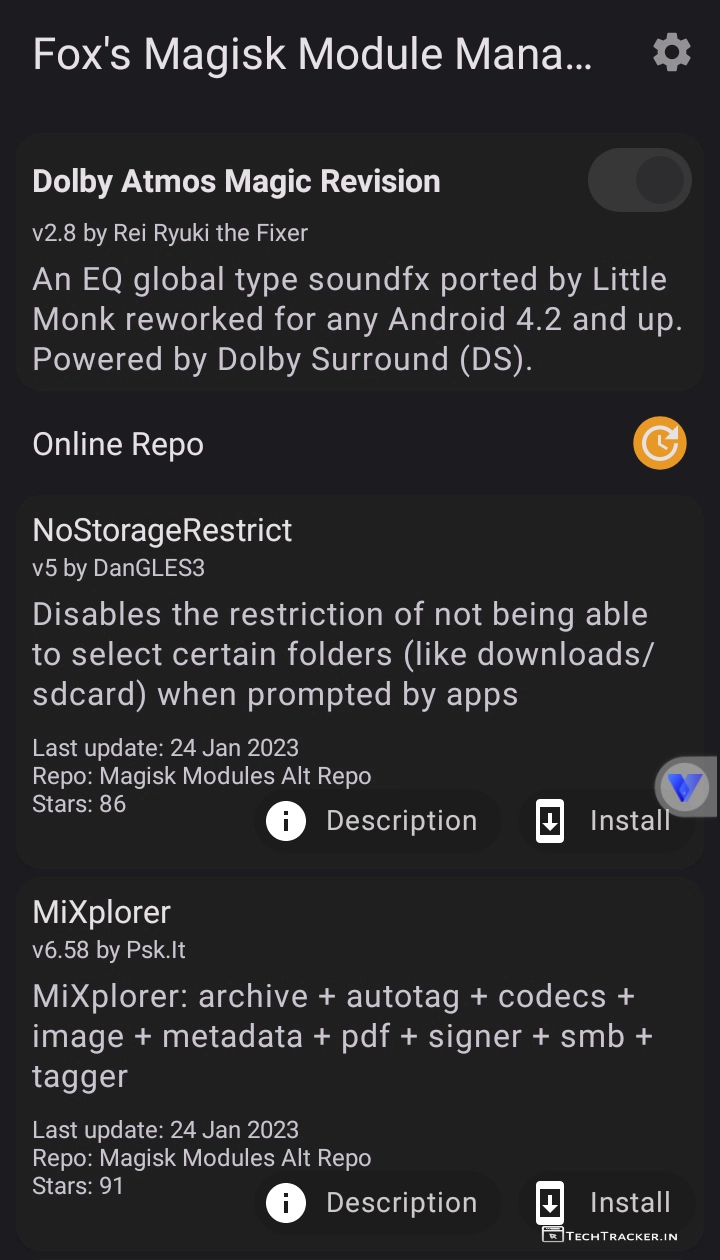 Fox's Magisk Module Mana...
Dolby Atmos Magic Revision
v2.8 by Rei Ryuki the Fixer
An EQ global type soundfx ported by Little
Monk reworked for any Android 4.2 and up.
Powered by Dolby Surround (DS).
Online Repo
NoStorageRestrict
v5 by DanGLES3
Disables the restriction of not being able
to select certain folders (like downloads/
sdcard) when prompted by apps
Last update: 24 Jan 2023
Repo: Magisk Modules Alt Repo
Stars: 86
Description
Install
MiXplorer
v6.58 by Psk.It
MiXplorer: archive + autotag + codecs +
image + metadata + pdf + signer + smb +
tagger
Last update: 24 Jan 2023
Repo: Magisk Modules Alt Repo
Stars: 91
Description
Install
TECHTRACKER.IN